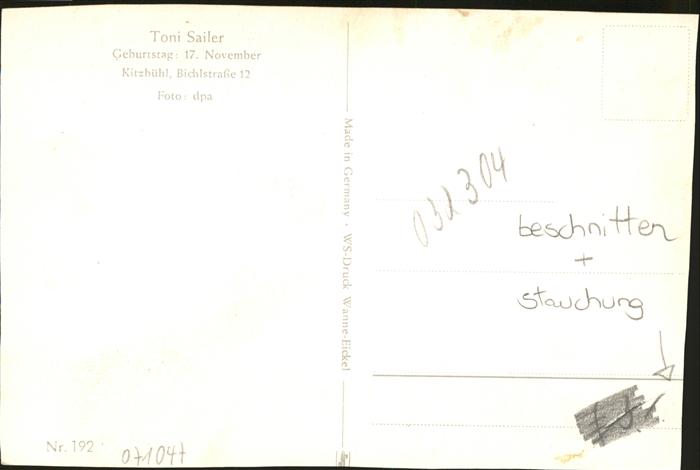 Toni Sailer
Geburtstag: 17. November
Kitzbühl, Bichlstraße 12
Foto: dpa
Nr. 192
071047
Made in Germany · WS-Druck Wanne-Eickel
032304
beschnitten
+
stauchung